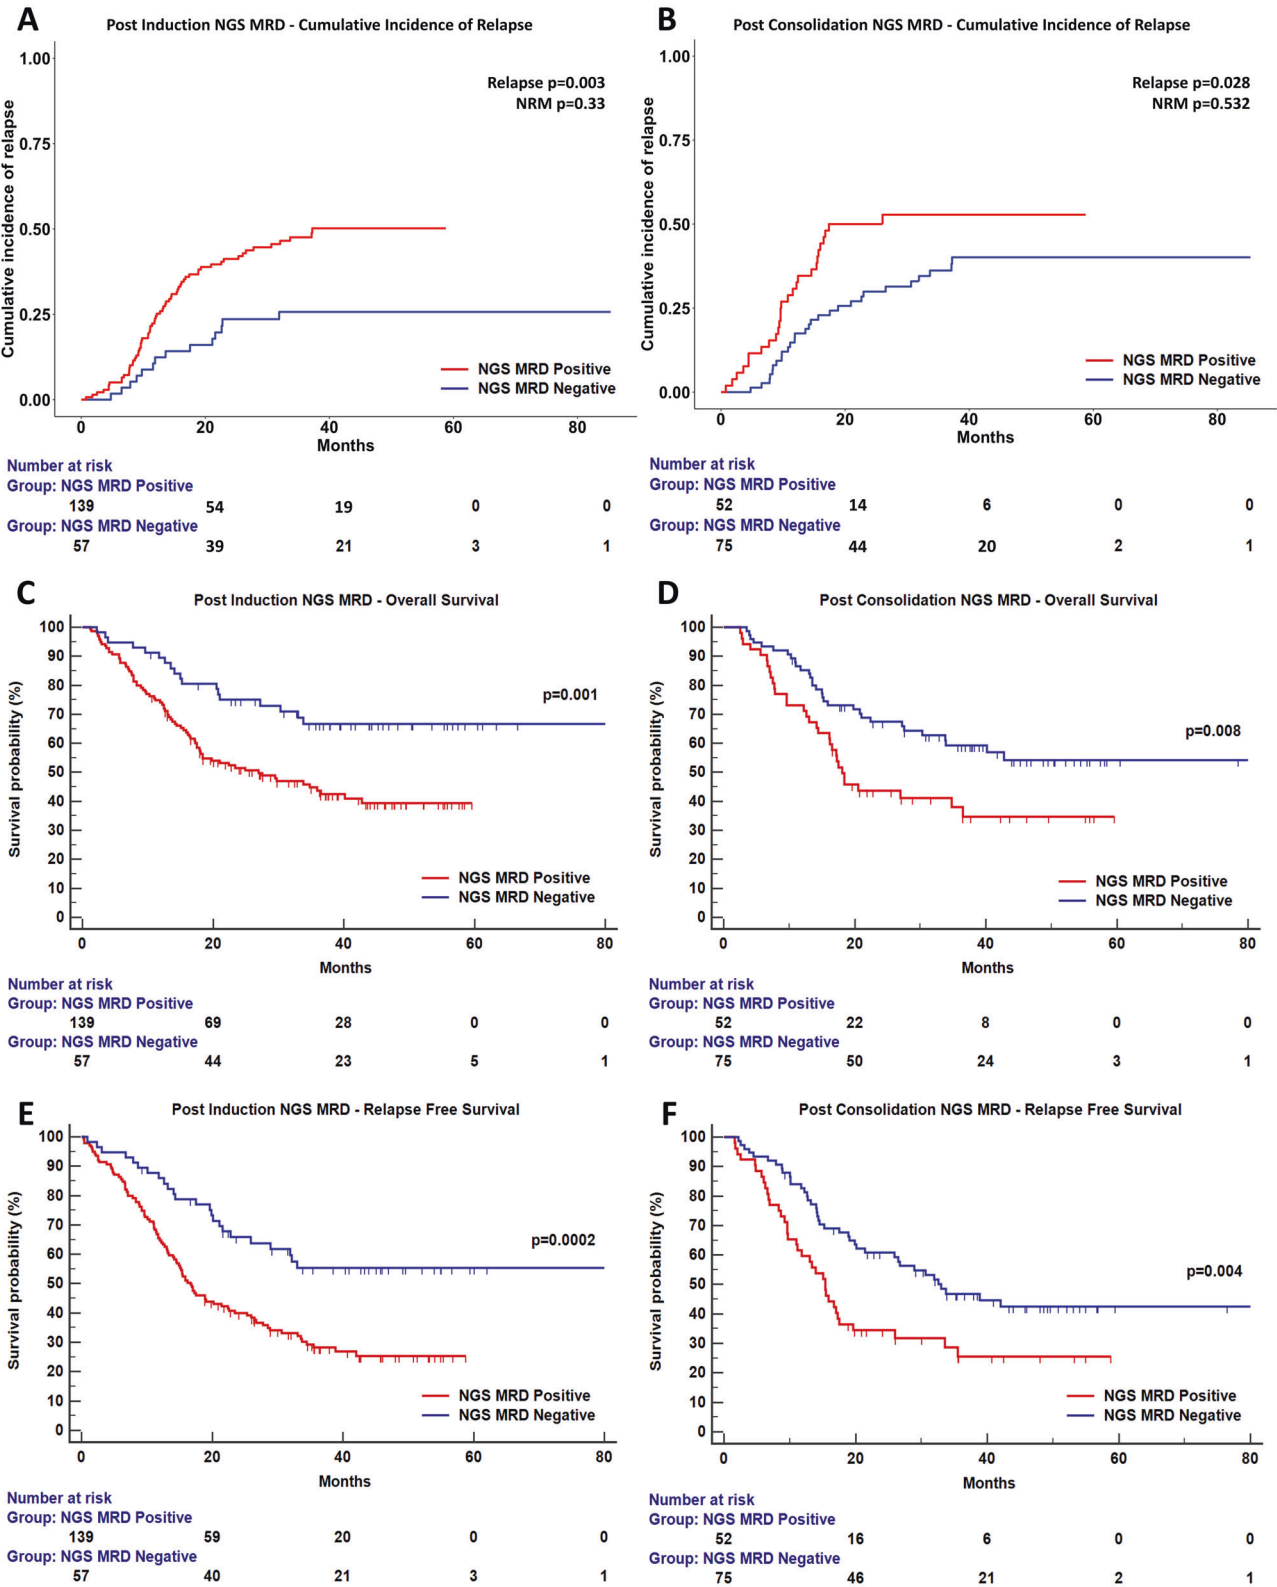 A
Post Induction NGS MRD - Cumulative Incidence of Relapse
Relapse p=0.003
NRM p=0.33
Cumulative incidence of relapse
1.00
0.75
0.50
0.25
0.00
NGS MRD Positive
NGS MRD Negative
0 20 40 60 80
Months
Number at risk
Group: NGS MRD Positive
139 54 19 0 0
Group: NGS MRD Negative
57 39 21 3 1
B
Post Consolidation NGS MRD - Cumulative Incidence of Relapse
Relapse p=0.028
NRM p=0.532
Cumulative incidence of relapse
1.00
0.75
0.50
0.25
0.00
NGS MRD Positive
NGS MRD Negative
0 20 40 60 80
Months
Number at risk
Group: NGS MRD Positive
52 14 6 0 0
Group: NGS MRD Negative
75 44 20 2 1
C
Post Induction NGS MRD - Overall Survival
p=0.001
Survival probability (%)
100
90
80
70
60
50
40
30
20
10
0
NGS MRD Positive
NGS MRD Negative
0 20 40 60 80
Months
Number at risk
Group: NGS MRD Positive
139 69 28 0 0
Group: NGS MRD Negative
57 44 23 5 1
D
Post Consolidation NGS MRD - Overall Survival
p=0.008
Survival probability (%)
100
90
80
70
60
50
40
30
20
10
0
NGS MRD Positive
NGS MRD Negative
0 20 40 60 80
Months
Number at risk
Group: NGS MRD Positive
52 22 8 0 0
Group: NGS MRD Negative
75 50 24 3 1
E
Post Induction NGS MRD - Relapse Free Survival
p=0.0002
Survival probability (%)
100
90
80
70
60
50
40
30
20
10
0
NGS MRD Positive
NGS MRD Negative
0 20 40 60 80
Months
Number at risk
Group: NGS MRD Positive
139 59 20 0 0
Group: NGS MRD Negative
57 40 21 3 1
F
Post Consolidation NGS MRD - Relapse Free Survival
p=0.004
Survival probability (%)
100
90
80
70
60
50
40
30
20
10
0
NGS MRD Positive
NGS MRD Negative
0 20 40 60 80
Months
Number at risk
Group: NGS MRD Positive
52 16 6 0 0
Group: NGS MRD Negative
75 46 21 2 1